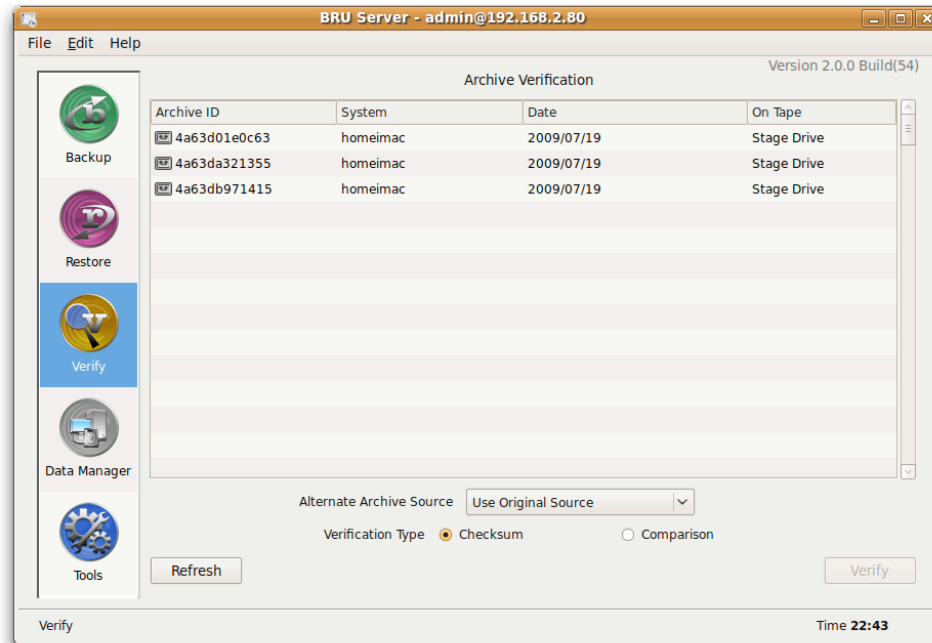 BRU Server - admin@192.168.2.80
File Edit Help
Version 2.0.0 Build(54)
Archive Verification
Archive ID System Date On Tape
4a63d01e0c63 homeimac 2009/07/19 Stage Drive
4a63da321355 homeimac 2009/07/19 Stage Drive
4a63db971415 homeimac 2009/07/19 Stage Drive
Backup
Restore
Verify
Data Manager
Tools
Alternate Archive Source Use Original Source
Verification Type Checksum Comparison
Refresh Verify
Verify Time 22:43